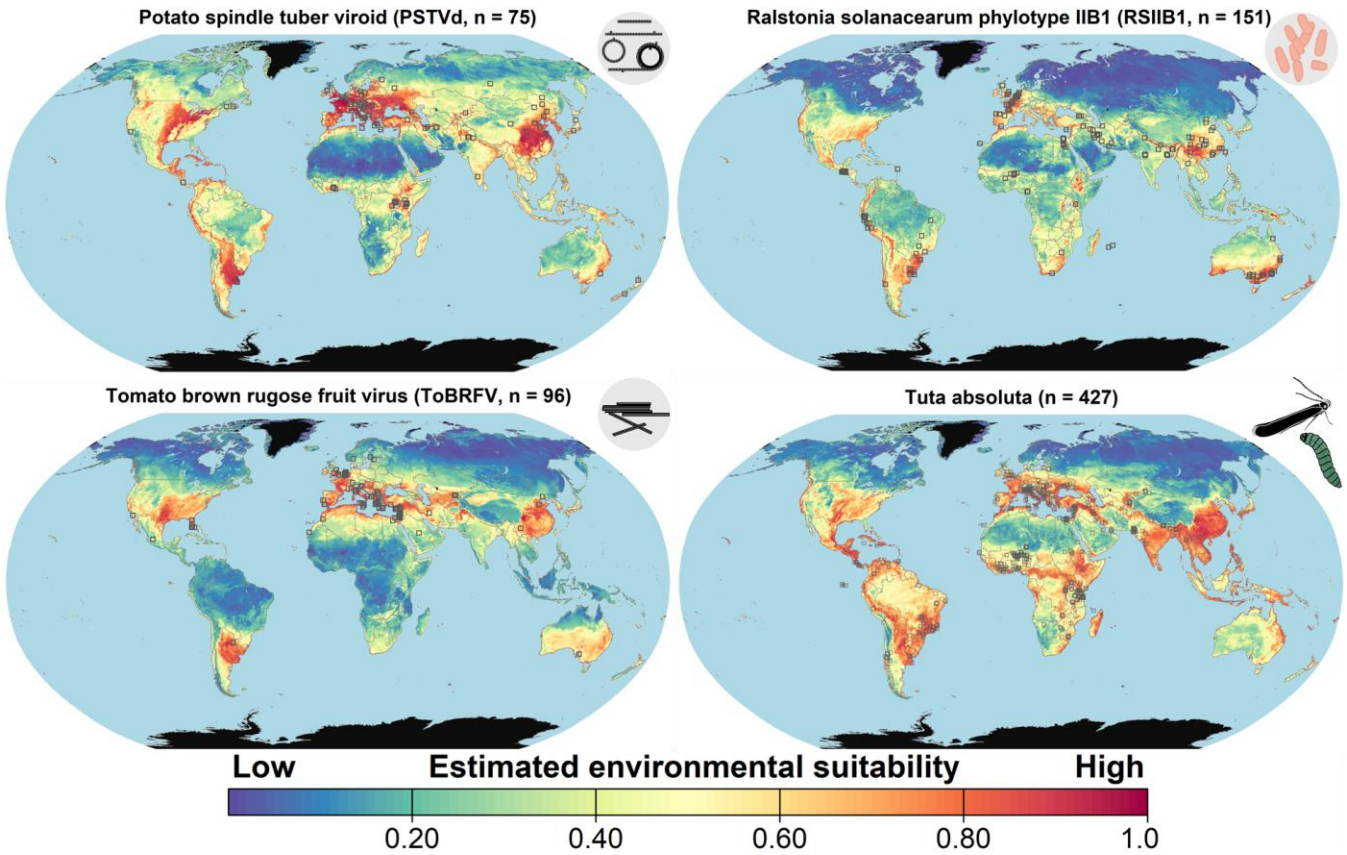 Potato spindle tuber viroid (PSTVd, n = 75)
Ralstonia solanacearum phylotype IIB1 (RSIIB1, n = 151)
Tomato brown rugose fruit virus (ToBRFV, n = 96)
Tuta absoluta (n = 427)
Low Estimated environmental suitability High
0.20 0.40 0.60 0.80 1.0